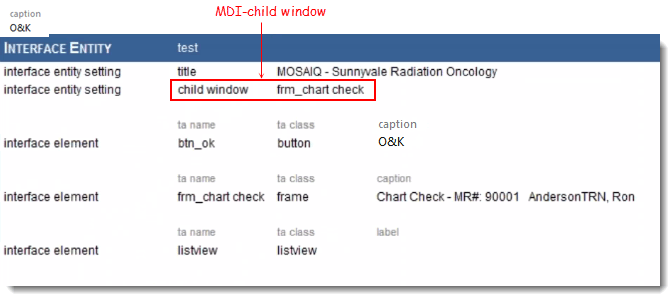 caption
O&K
MDI-child window
INTERFACE ENTITY test
interface entity setting title MOSAIQ - Sunnyvale Radiation Oncology
interface entity setting child window frm_chart check
ta name ta class caption
interface element btn_ok button O&K
ta name ta class caption
interface element frm_chart check frame Chart Check - MR#: 90001 AndersonTRN, Ron
ta name ta class label
interface element listview listview